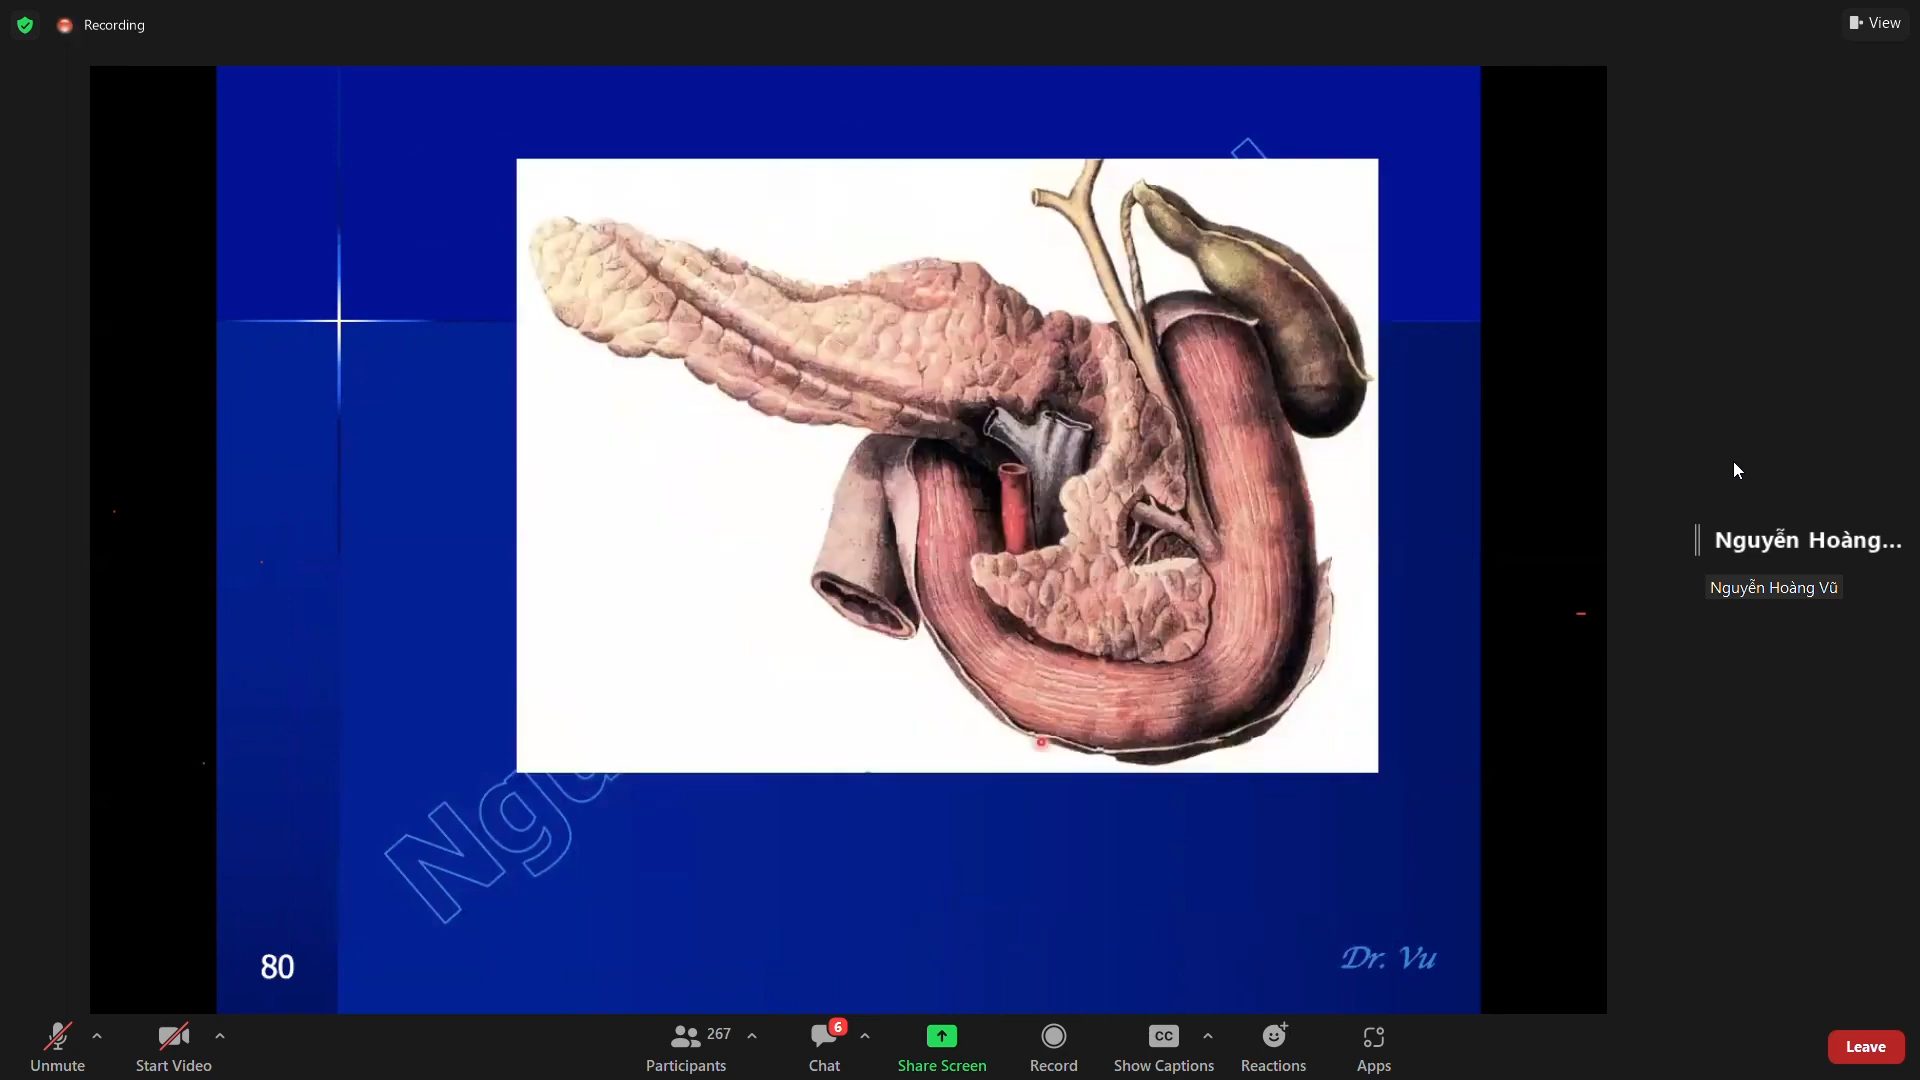 Recording
View
Ngu
Nguyễn Hoàng...
Nguyễn Hoàng Vũ
80
Dr. Vu
Unmute
Start Video
267
Participants
6
Chat
Share Screen
Record
CC
Show Captions
Reactions
Apps
Leave